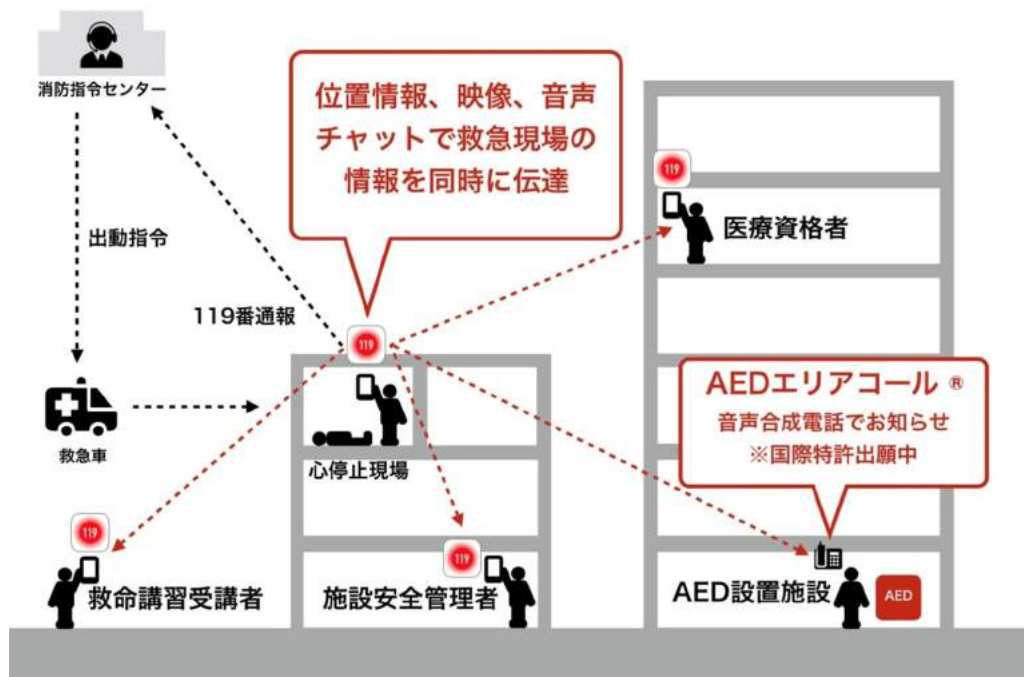 消防指令センター
位置情報、映像、音声
チャットで救急現場の
情報を同時に伝達
119
医療資格者
出動指令
119番通報
119
AEDエリアコール ®
音声合成電話でお知らせ
※国際特許出願中
救急車
心停止現場
119
119
救命講習受講者
施設安全管理者
AED設置施設
AED